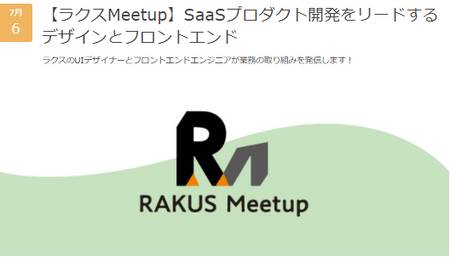 7月
6
【ラクスMeetup】SaaSプロダクト開発をリードする
デザインとフロントエンド
ラクスのUIデザイナーとフロントエンドエンジニアが業務の取り組みを発信します！
RAKUS Meetup